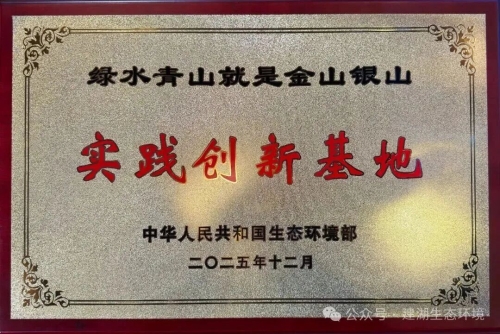 绿水青山就是金山银山
实践创新基地
中华人民共和国生态环境部
二〇二五年十二月
公众号·建湖生态环境